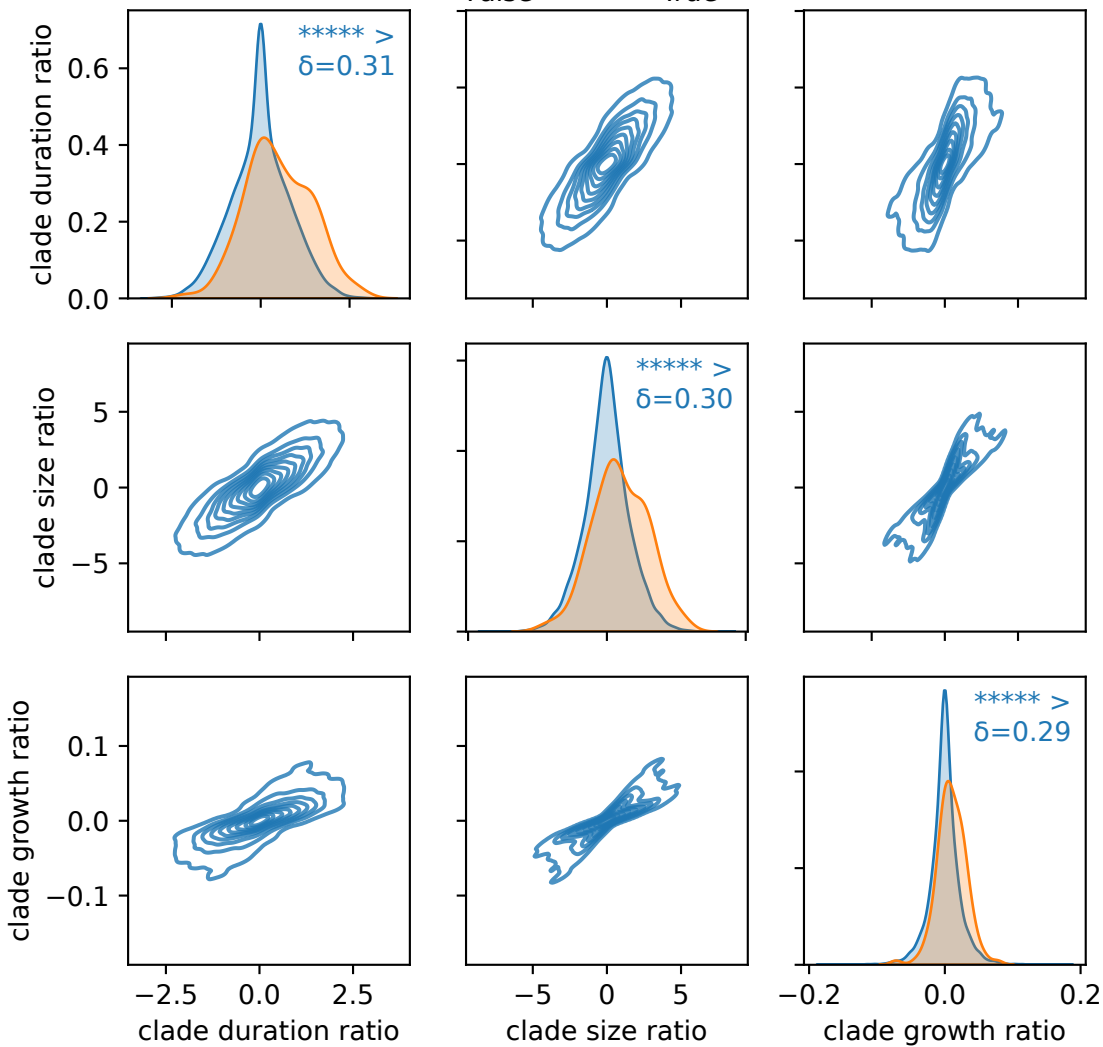 ***** >
δ=0.31
clade duration ratio
0.6
0.4
0.2
0.0
***** >
δ=0.30
clade size ratio
5
0
−5
***** >
δ=0.29
clade growth ratio
0.1
0.0
−0.1
−2.5 0.0 2.5
−5 0 5
−0.2 0.0 0.2
clade duration ratio
clade size ratio
clade growth ratio